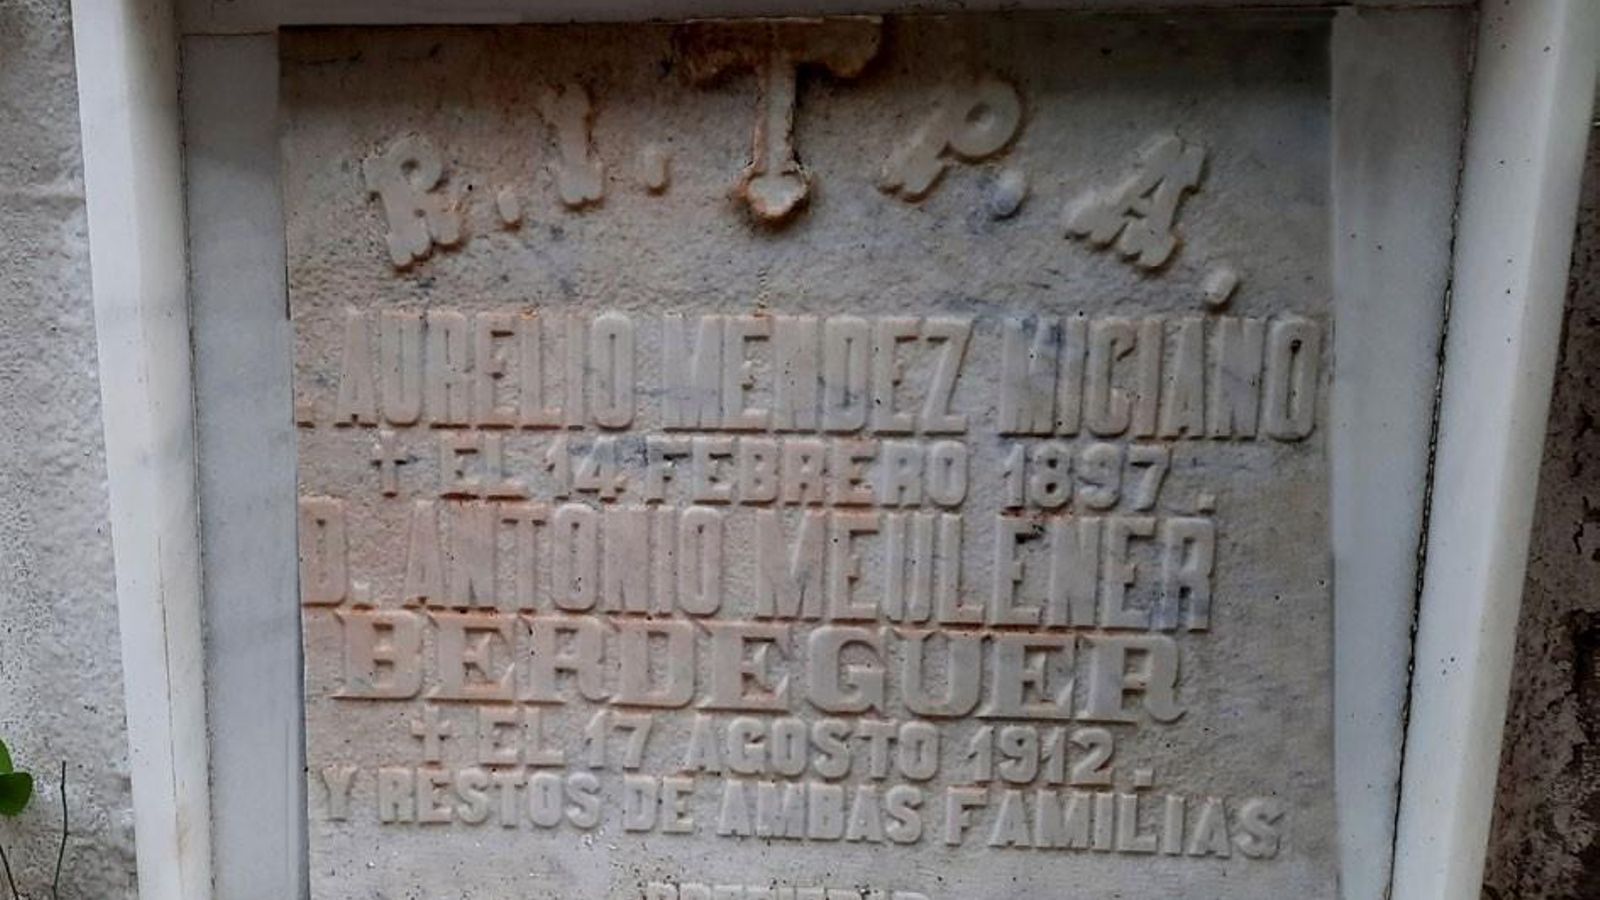 R. I. P. A.
. AURELIO MENDEZ MICIANO
† EL 14 FEBRERO 1897.
D. ANTONIO MEULENER
BERDEGUER
† EL 17 AGOSTO 1912.
Y RESTOS DE AMBAS FAMILIAS